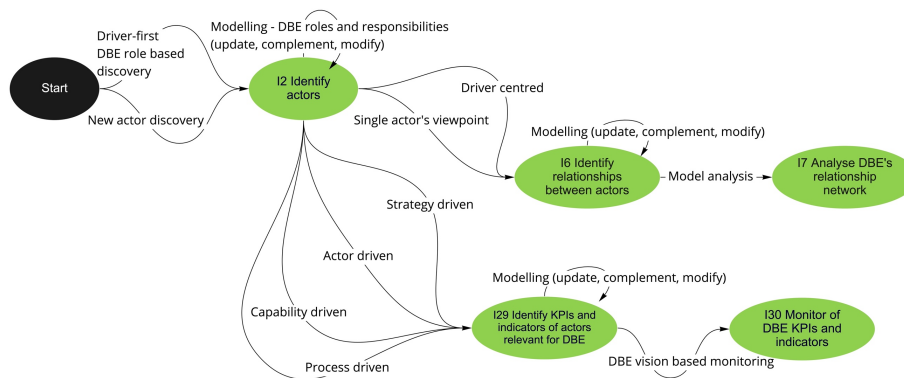 Modelling - DBE roles and responsibilities
(update, complement, modify)
Driver-first
DBE role based
discovery
Start
I2 Identify
actors
Driver centred
New actor discovery
Single actor's viewpoint
Modelling (update, complement, modify)
I6 Identify
relationships
between actors
Model analysis
I7 Analyse DBE's
relationship
network
Strategy driven
Actor driven
Modelling (update, complement, modify)
Capability driven
I29 Identify KPIs and
indicators of actors
relevant for DBE
I30 Monitor of
DBE KPIs and
indicators
Process driven
DBE vision based monitoring